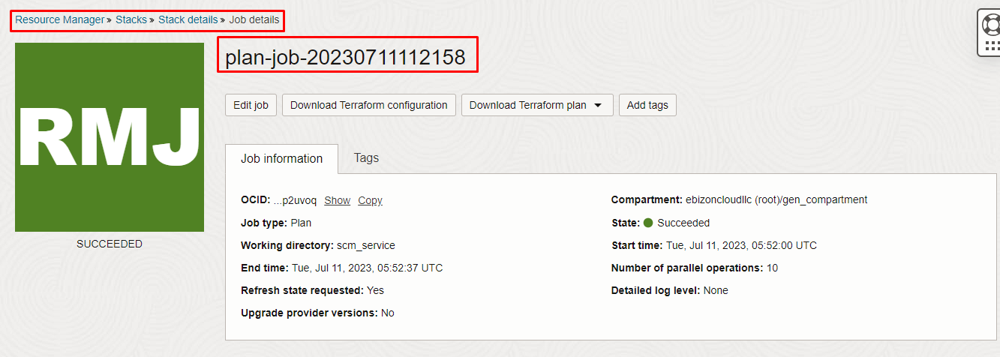 Resource Manager » Stacks » Stack details » Job details
plan-job-20230711112158
RMJ
SUCCEEDED
Edit job
Download Terraform configuration
Download Terraform plan
Add tags
Job information
Tags
OCID: ...p2uvoq Show Copy
Compartment: ebizoncloudllc (root)/gen_compartment
Job type: Plan
State: Succeeded
Working directory: scm_service
Start time: Tue, Jul 11, 2023, 05:52:00 UTC
End time: Tue, Jul 11, 2023, 05:52:37 UTC
Number of parallel operations: 10
Refresh state requested: Yes
Detailed log level: None
Upgrade provider versions: No